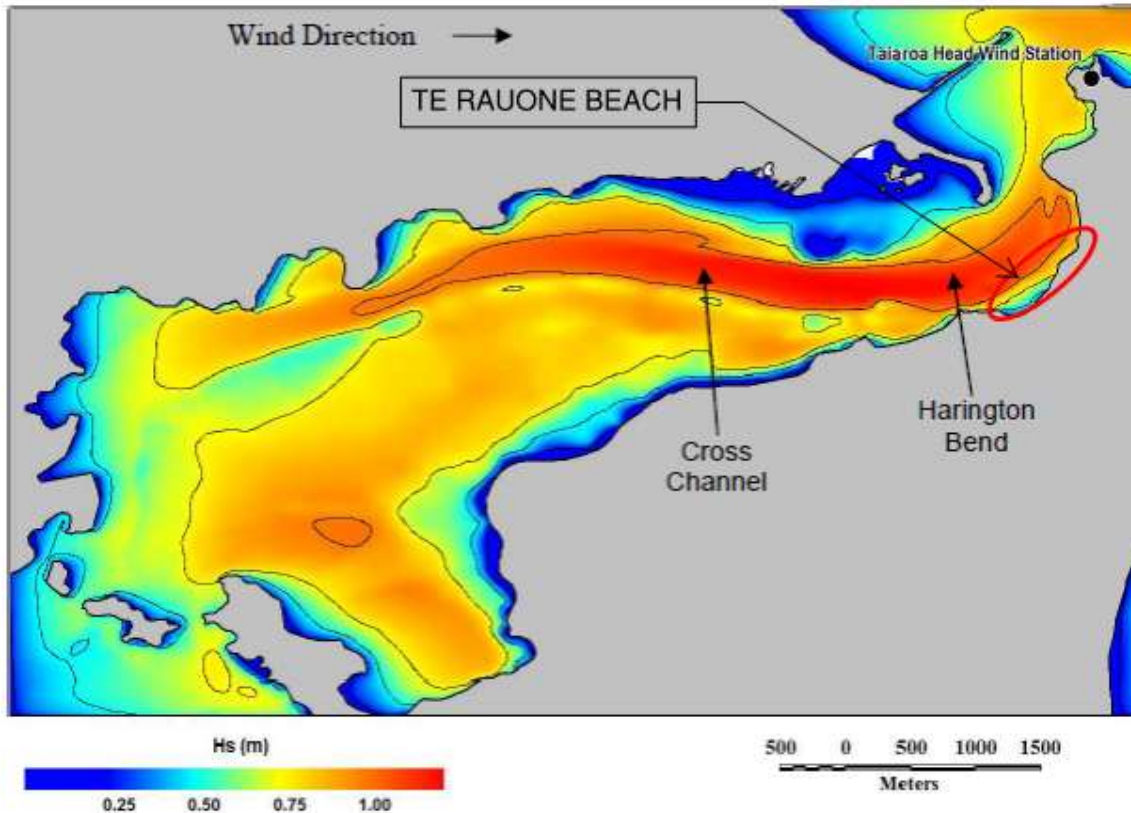 Wind Direction
Taiaroa Head Wind Station
TE RAUONE BEACH
Cross
Channel
Harington
Bend
Hs (m)
0.25 0.50 0.75 1.00
500 0 500 1000 1500
Meters